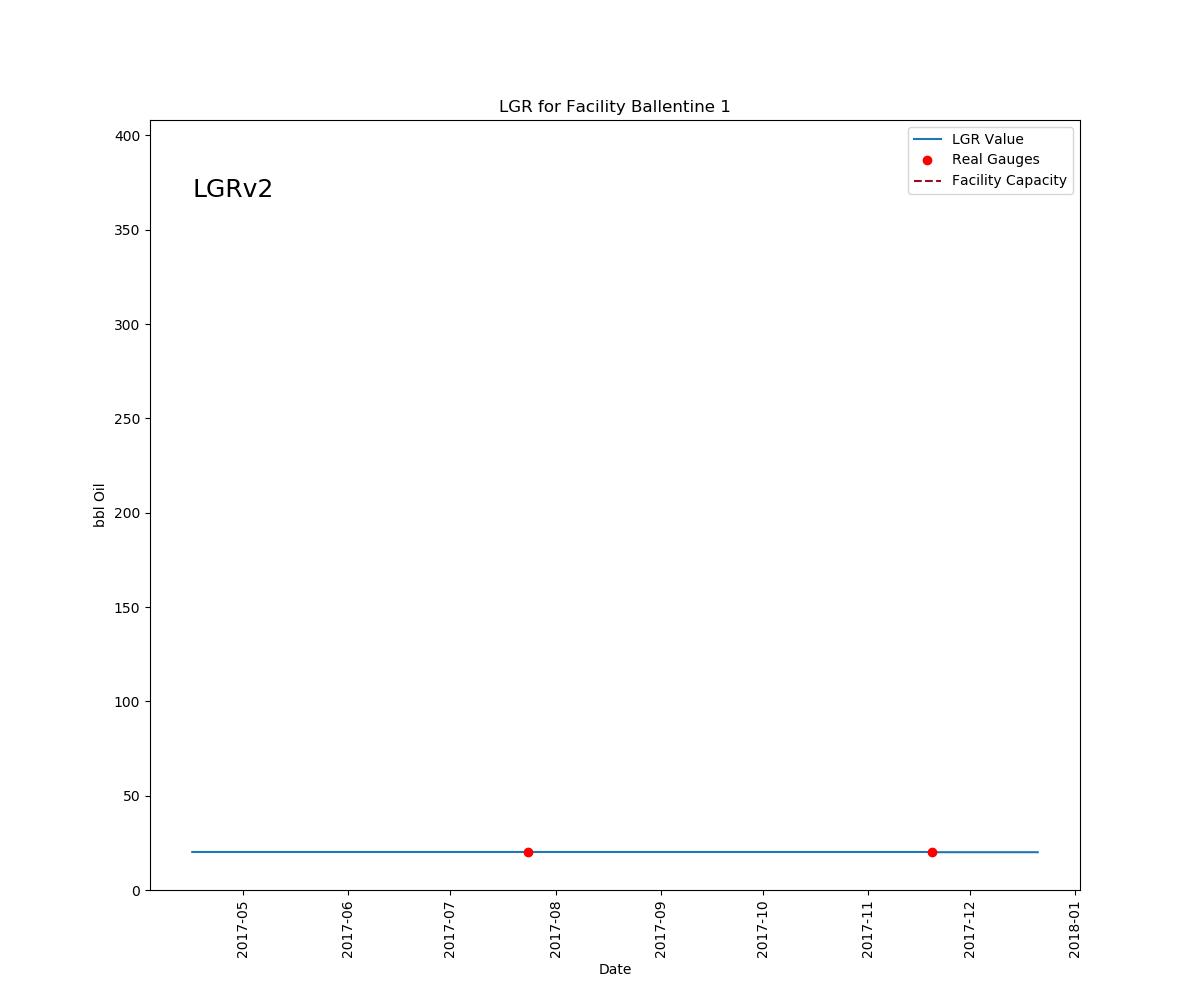 LGR for Facility Ballentine 1
LGR Value
Real Gauges
Facility Capacity
LGRv2
400
350
300
250
200
150
100
50
0
bbl Oil
2017-05
2017-06
2017-07
2017-08
2017-09
2017-10
2017-11
2017-12
2018-01
Date